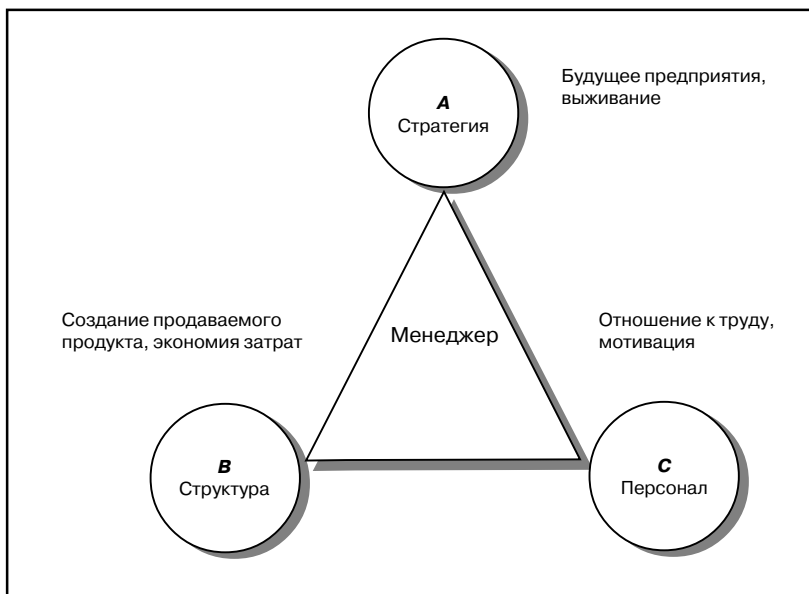 A
Стратегия
Будущее предприятия,
выживание
Создание продаваемого
продукта, экономия затрат
Менеджер
Отношение к труду,
мотивация
B
Структура
C
Персонал